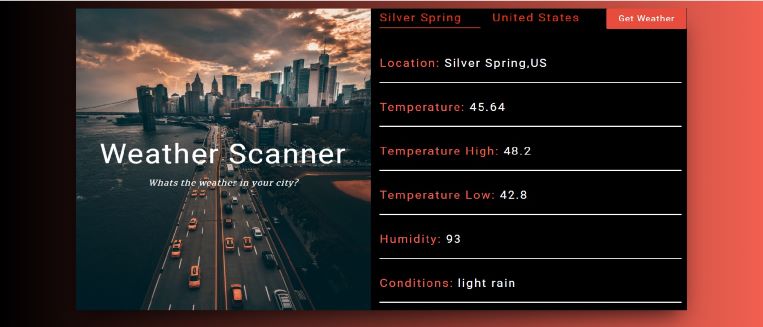 Weather Scanner
Whats the weather in your city?
Silver Spring United States Get Weather
Location: Silver Spring,US
Temperature: 45.64
Temperature High: 48.2
Temperature Low: 42.8
Humidity: 93
Conditions: light rain